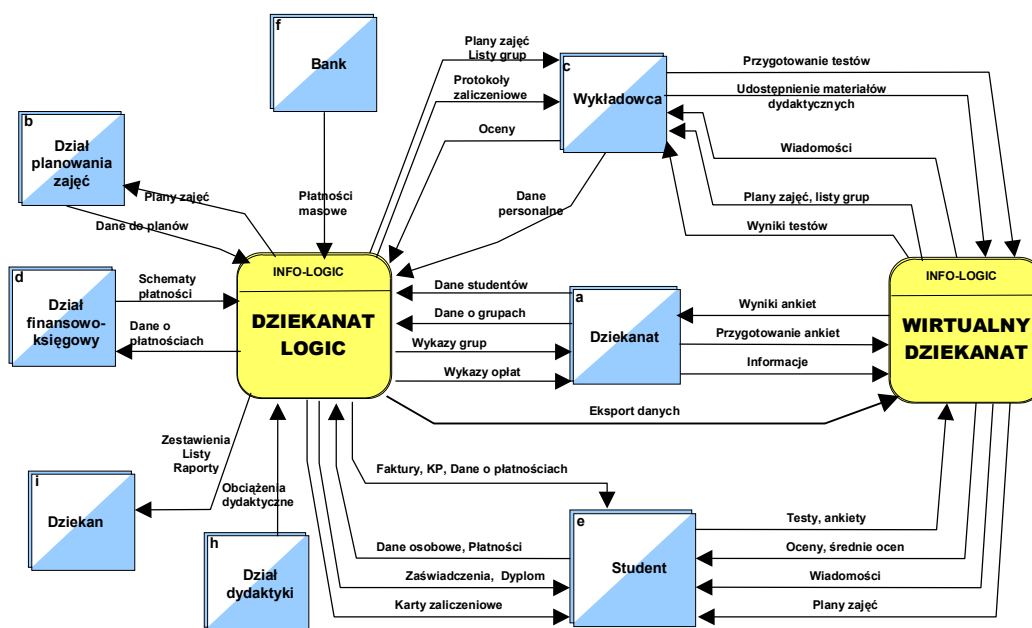 f
Bank
Plany zajęć
Listy grup
Protokoły
zaliczeniowe
Oceny
c
Wykładowca
Przygotowanie testów
Udostępnienie materiałów
dydaktycznych
Wiadomości
Plany zajęć, listy grup
Wyniki testów
b
Dział
planowania
zajęć
Plany zajęć
Dane do planów
Płatności
masowe
Dane
personalne
d
Dział
finansowo-
księgowy
Schematy
płatności
Dane o
płatnościach
INFO-LOGIC
DZIEKANAT
LOGIC
Dane studentów
Dane o grupach
Wykazy grup
Wykazy opłat
a
Dziekanat
Wyniki ankiet
Przygotowanie ankiet
Informacje
INFO-LOGIC
WIRTUALNY
DZIEKANAT
Eksport danych
Zestawienia
Listy
Raporty
i
Dziekan
Obciążenia
dydaktyczne
h
Dział
dydaktyki
Faktury, KP, Dane o płatnościach
Dane osobowe, Płatności
Zaświadczenia, Dyplom
Karty zaliczeniowe
e
Student
Testy, ankiety
Oceny, średnie ocen
Wiadomości
Plany zajęć